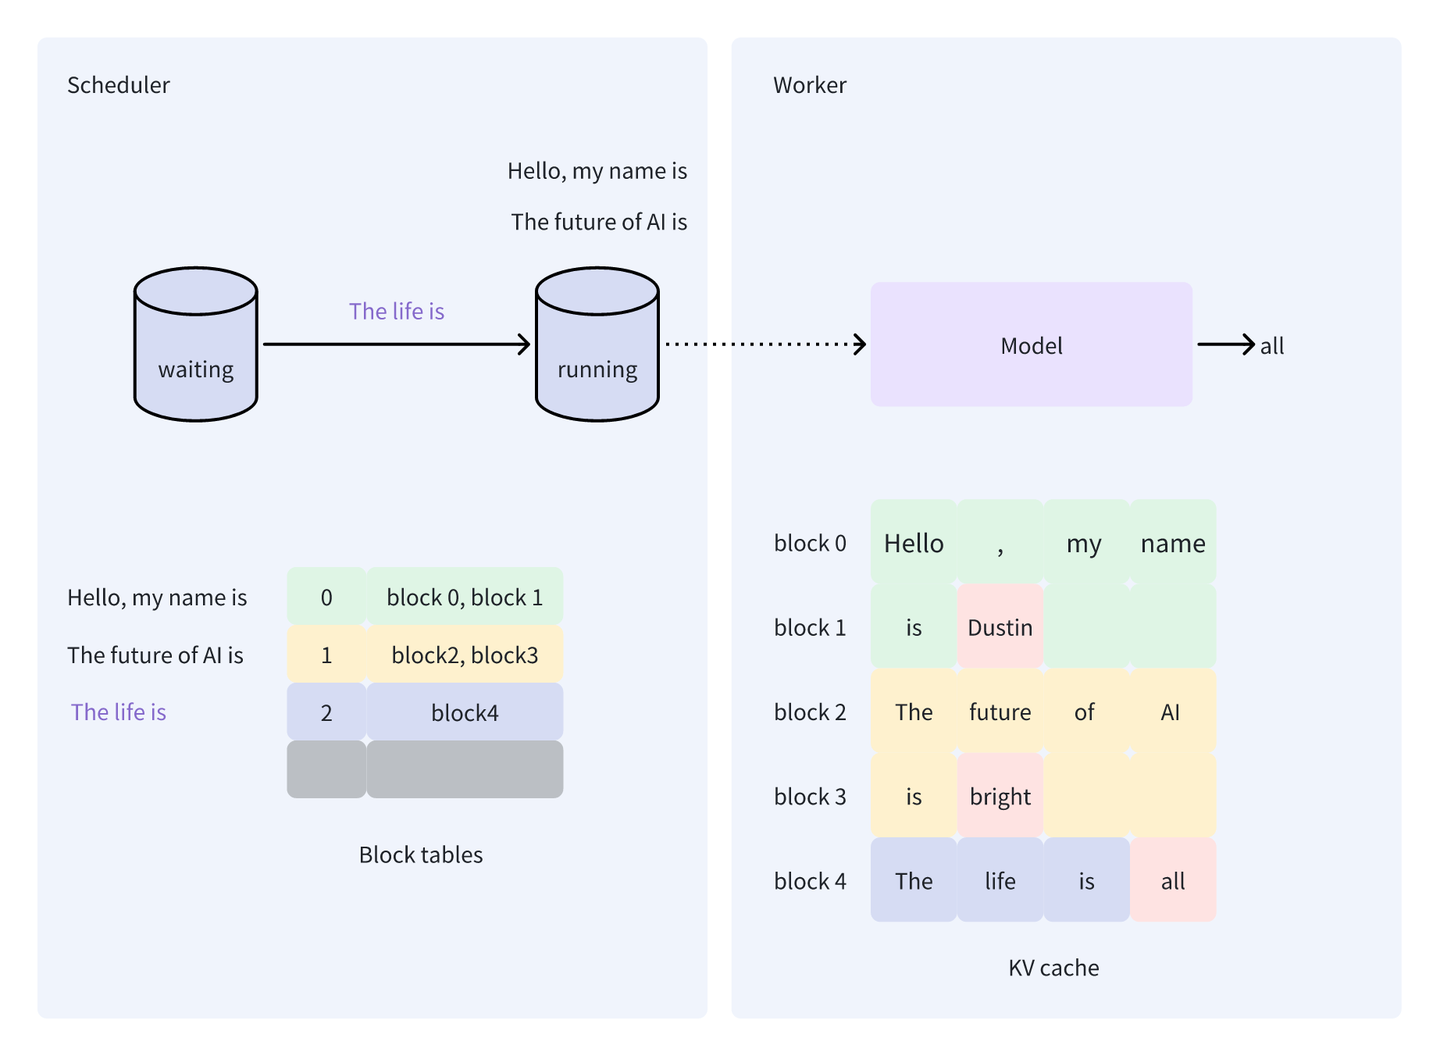 Scheduler
Hello, my name is
The future of AI is
The life is
waiting
running
Hello, my name is 0 block 0, block 1
The future of AI is 1 block2, block3
The life is 2 block4
Block tables
Worker
Model
all
block 0 Hello , my name
block 1 is Dustin
block 2 The future of AI
block 3 is bright
block 4 The life is all
KV cache